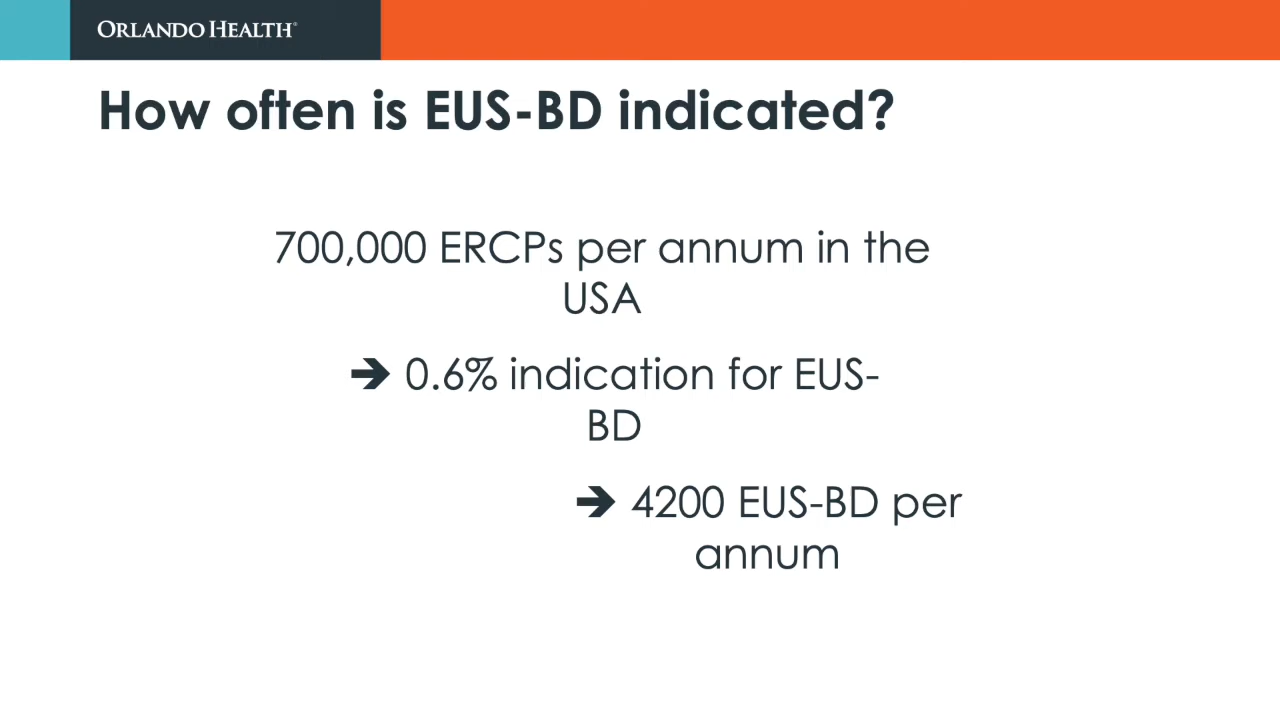 ORLANDO HEALTH®
How often is EUS-BD indicated?
700,000 ERCPs per annum in the
USA
➔ 0.6% indication for EUS-
BD
➔ 4200 EUS-BD per
annum